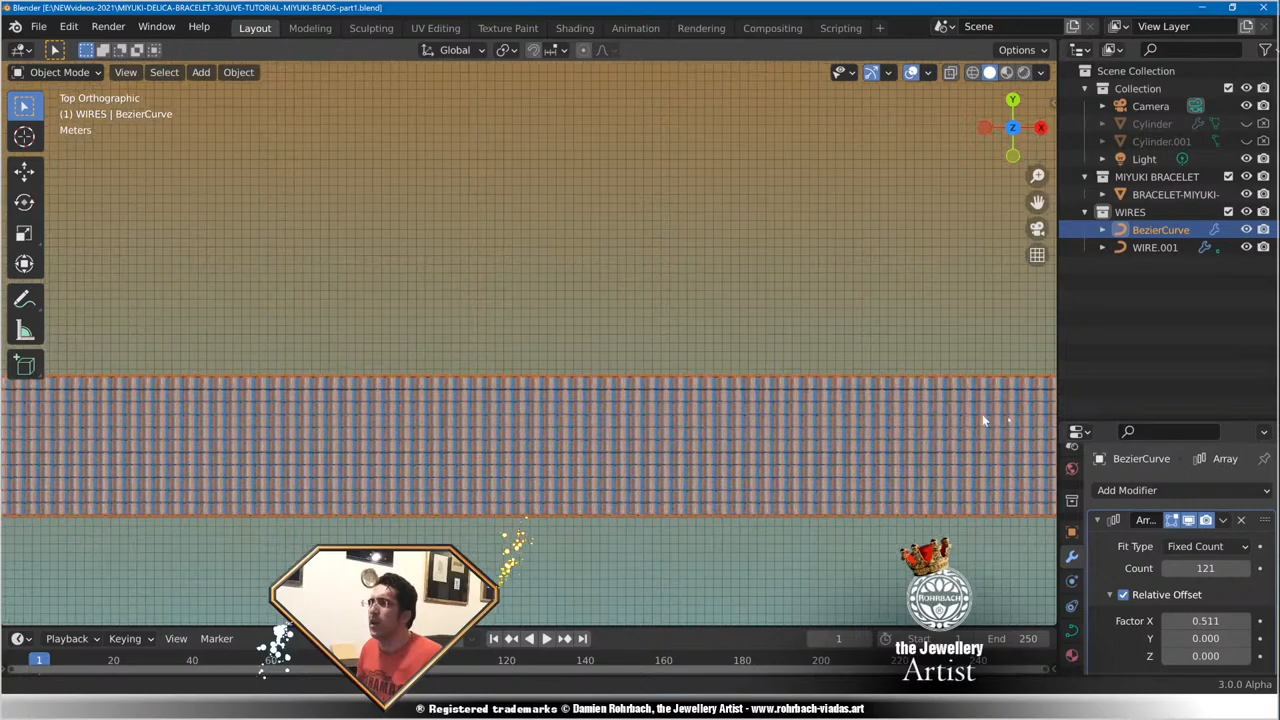 Blender [E:\NEWvideos-2021\MIYUKI-DELICA-BRACELET-3D\LIVE-TUTORIAL-MIYUKI-BEADS-part1.blend]
File Edit Render Window Help Layout Modeling Sculpting UV Editing Texture Paint Shading Animation Rendering Compositing Scripting + Scene View Layer
Global Options
Object Mode View Select Add Object
Top Orthographic
(1) WIRES | BezierCurve
Meters
Y
Z
X
Scene Collection
Collection
Camera
Cylinder
Cylinder.001
Light
MIYUKI BRACELET
BRACELET-MIYUKI-
WIRES
BezierCurve
WIRE.001
BezierCurve Array
Add Modifier
Arr...
Fit Type Fixed Count
Count 121
Relative Offset
Factor X 0.511
Y 0.000
Z 0.000
ROHRBACH
the Jewellery
Artist
Playback Keying View Marker 1 Start 1 End 250
1 20 40 60 120 140 160 180 200 220 240
3.0.0 Alpha
® Registered trademarks © Damien Rohrbach, the Jewellery Artist - www.rohrbach-viadas.art